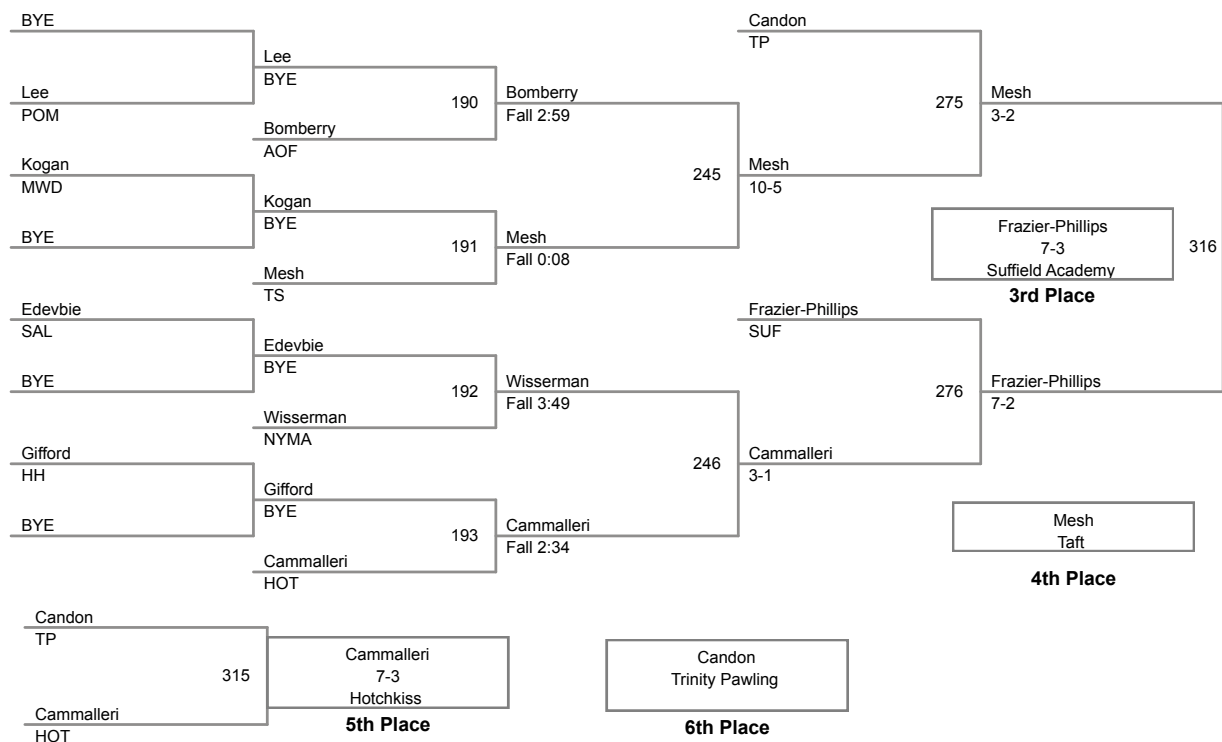 BYE
Lee
POM
Kogan
MWD
BYE
Edevbie
SAL
BYE
Gifford
HH
BYE
Lee
BYE
190
Bomberry
AOF
Kogan
BYE
191
Mesh
TS
Edevbie
BYE
192
Wisserman
NYMA
Gifford
BYE
193
Cammalleri
HOT
Bomberry
Fall 2:59
245
Mesh
Fall 0:08
Wisserman
Fall 3:49
246
Cammalleri
Fall 2:34
Candon
TP
275
Mesh
10-5
Frazier-Phillips
SUF
276
Cammalleri
3-1
Mesh
3-2
316
Frazier-Phillips
7-2
Frazier-Phillips
7-3
Suffield Academy
3rd Place
Mesh
Taft
4th Place
Candon
TP
315
Cammalleri
HOT
Cammalleri
7-3
Hotchkiss
5th Place
Candon
Trinity Pawling
6th Place